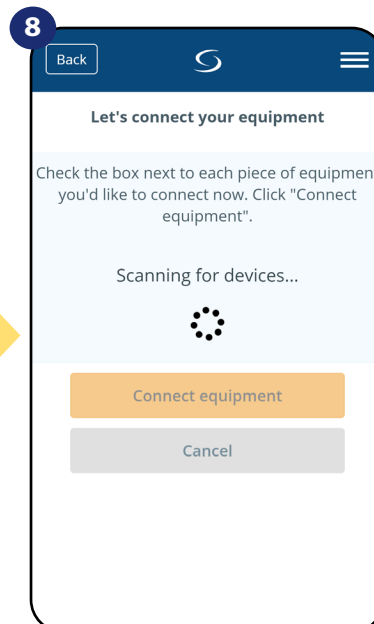 8
Back
Let's connect your equipment
Check the box next to each piece of equipmen
you'd like to connect now. Click "Connect
equipment".
Scanning for devices...
Connect equipment
Cancel